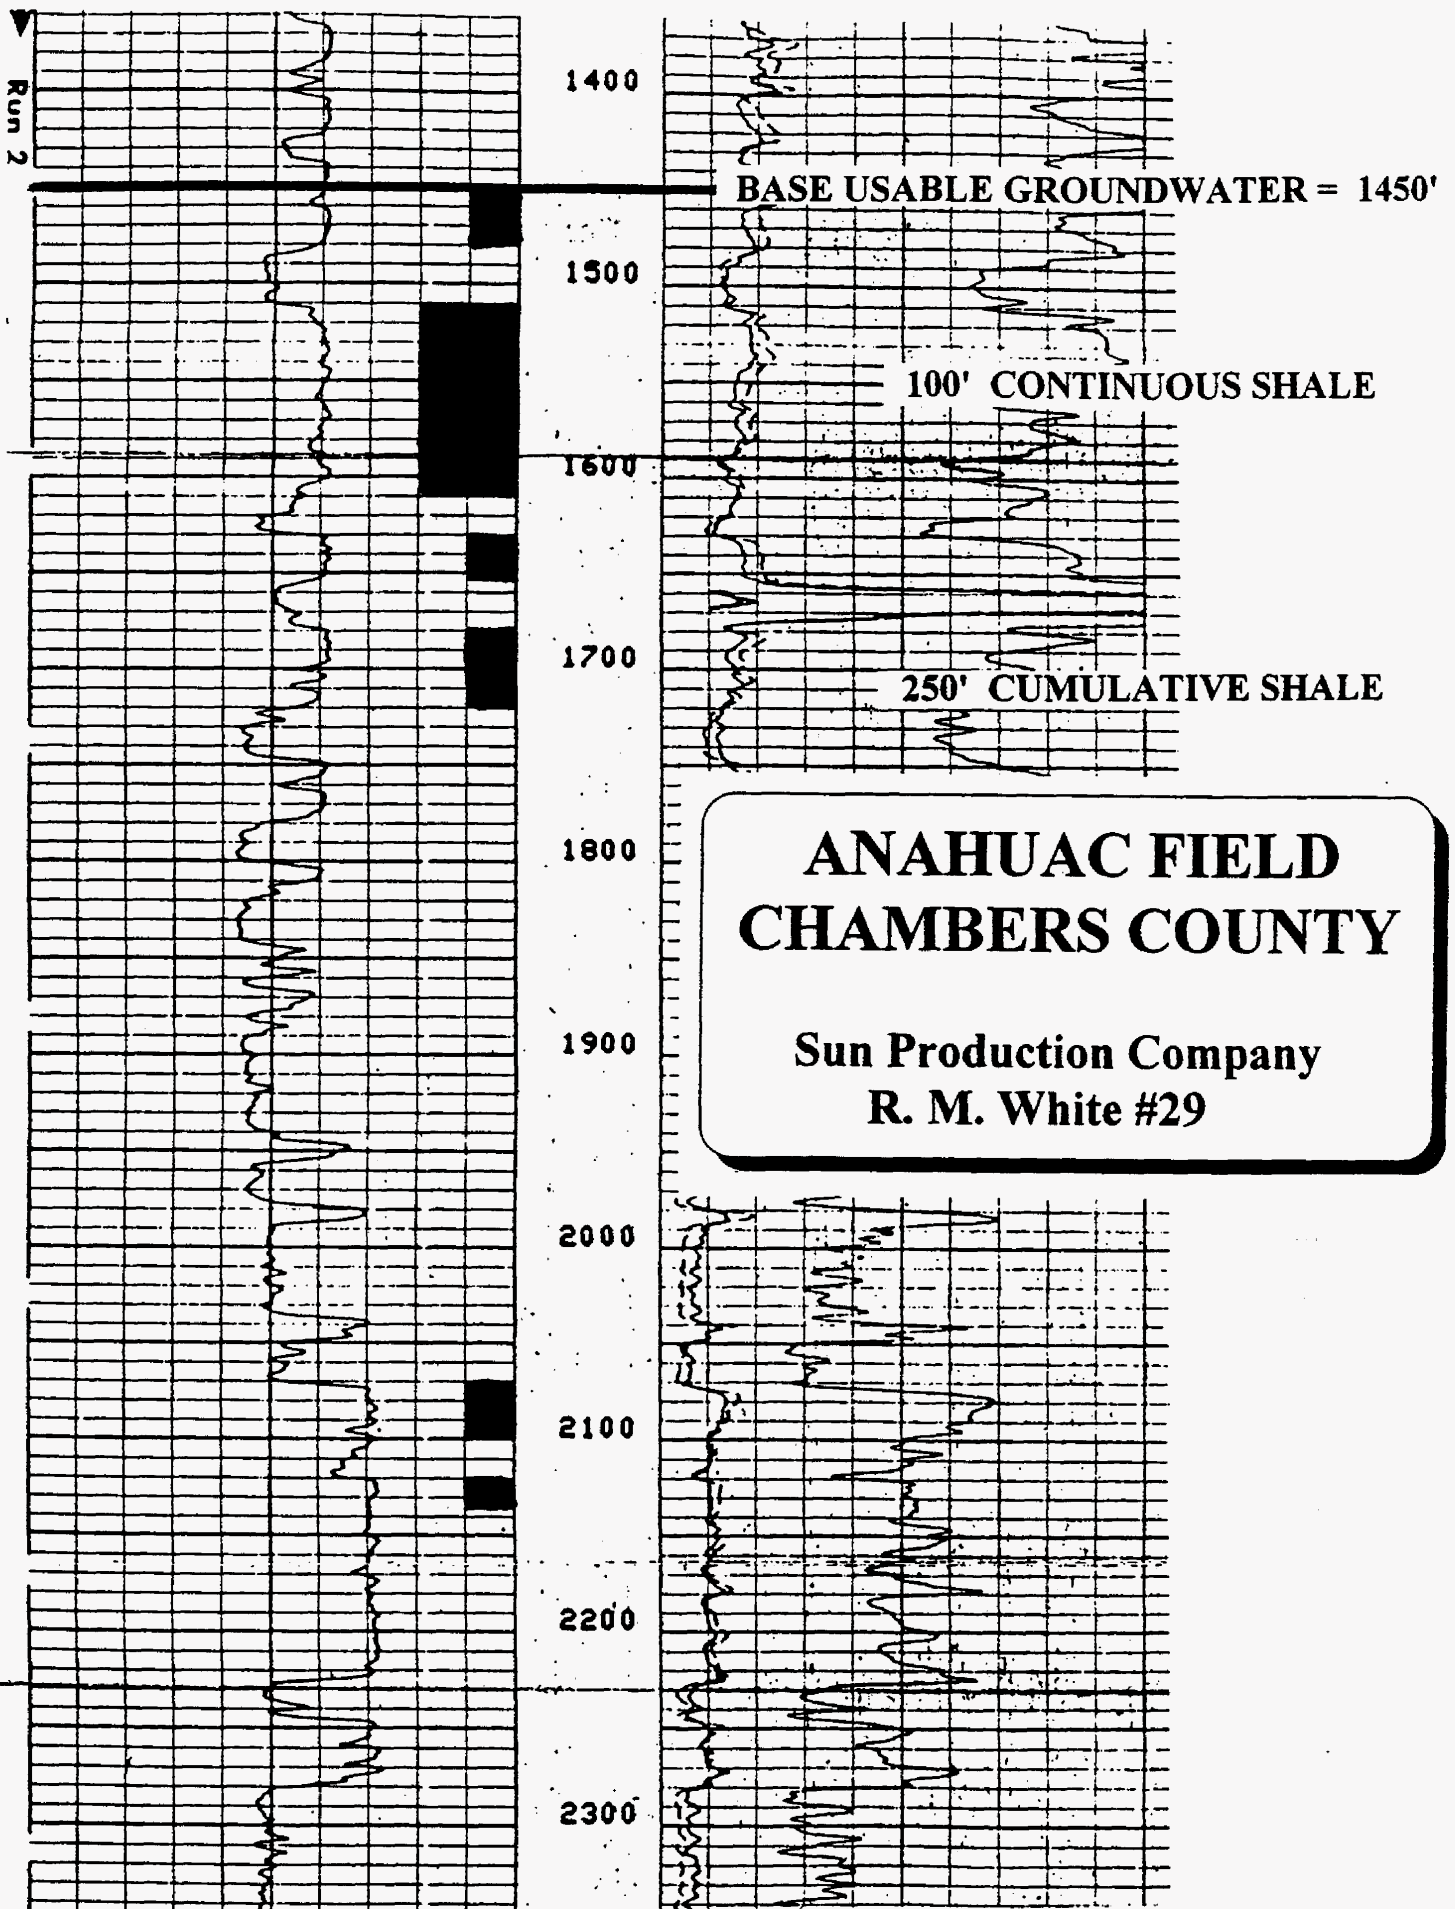 Run 2
1400
BASE USABLE GROUNDWATER = 1450'
1500
100' CONTINUOUS SHALE
1600
1700
250' CUMULATIVE SHALE
1800
ANAHUAC FIELD
CHAMBERS COUNTY
1900
Sun Production Company
R. M. White #29
2000
2100
2200
2300